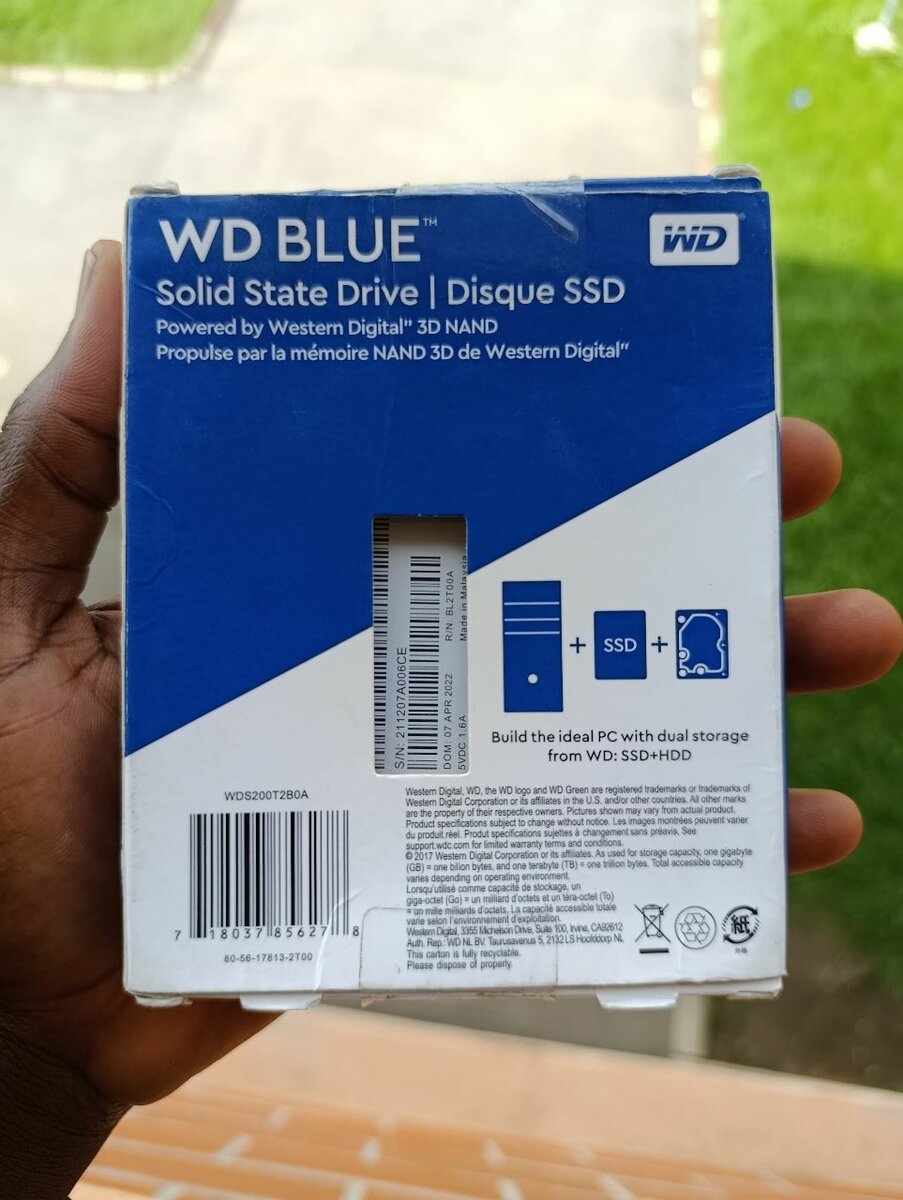 WD BLUE™
WD®
Solid State Drive | Disque SSD
Powered by Western Digital" 3D NAND
Propulse par la mémoire NAND 3D de Western Digital"
S/N: 211207A006CE
R/N: BL2T00A
DOM: 07 APR 2022
Made in Malaysia
5VDC 1.6A
SSD
Build the ideal PC with dual storage
from WD: SSD+HDD
WDS200T2B0A
7 18037 85627 8
80-56-17813-2T00
Western Digital, WD, the WD logo and WD Green are registered trademarks or trademarks of
Western Digital Corporation or its affiliates in the U.S. and/or other countries. All other marks
are the property of their respective owners. Pictures shown may vary from actual product.
Product specifications subject to change without notice. Les images montrées peuvent varier
du produit réel. Produt specifications sujettes à changement sans préavis. See
support.wdc.com for limited warranty terms and conditions.
© 2017 Western Digital Corporation or its affiliates. As used for storage capacity, one gigabyte
(GB) = one bilion bytes, and one terabyte (TB) = one trillion bytes. Total accessible capacity
varies depending on operating environment.
Lorsqu'utilisé comme capacité de stockage, un
giga-octet (Go) = un milliard d'octets et un téra-octet (To)
= un mille milliards d'octets. La capacité accessible totale
varie selon l'environnement d'exploitation.
Western Digital, 3355 Michelson Drive, Suite 100, Irvine, CA92612
Auth. Rep.: WD NL BV. Taurusavenus 5, 2132 LS Hoolddorp NL
This carton is fully recyclable.
Please dispose of property.